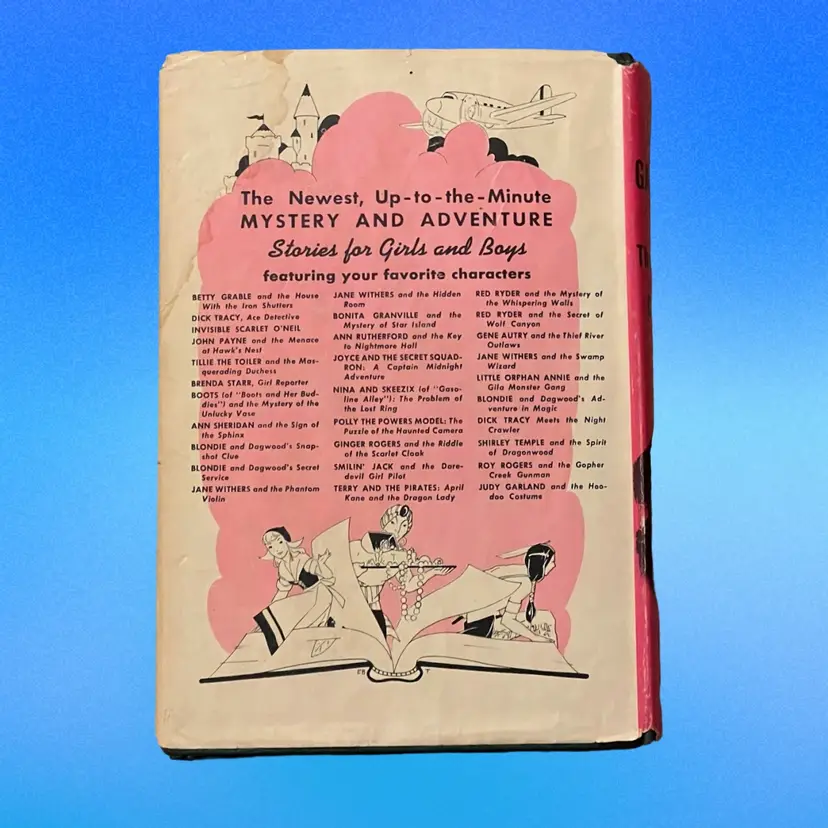 The Newest, Up-to-the-Minute
MYSTERY AND ADVENTURE
Stories for Girls and Boys
featuring your favorite characters
BETTY GRABLE and the House
With the Iron Shutters
DICK TRACY, Ace Detective
INVISIBLE SCARLET O'NEIL
JOHN PAYNE and the Menace
at Hawk's Nest
TILLIE THE TOILER and the Mas-
querading Duchess
BRENDA STARR, Girl Reporter
BOOTS (of "Boots and Her Bud-
dies") and the Mystery of the
Unlucky Vase
ANN SHERIDAN and the Sign of
the Sphinx
BLONDIE and Dagwood's Snap-
shot Clue
BLONDIE and Dagwood's Secret
Service
JANE WITHERS and the Phantom
Violin
JANE WITHERS and the Hidden
Room
BONITA GRANVILLE and the
Mystery of Star Island
ANN RUTHERFORD and the Key
to Nightmare Hall
JOYCE AND THE SECRET SQUAD-
RON: A Captain Midnight
Adventure
NINA AND SKEEZIX (of "Gaso-
line Alley"): The Problem of
the Lost Ring
POLLY THE POWERS MODEL: The
Puzzle of the Haunted Camera
GINGER ROGERS and the Riddle
of the Scarlet Cloak
SMILIN' JACK and the Dare-
devil Girl Pilot
TERRY AND THE PIRATES: April
Kane and the Dragon Lady
RED RYDER and the Mystery of
the Whispering Walls
RED RYDER and the Secret of
Wolf Canyon
GENE AUTRY and the Thief River
Outlaws
JANE WITHERS and the Swamp
Wizard
LITTLE ORPHAN ANNIE and the
Gila Monster Gang
BLONDIE and Dagwood's Ad-
venture in Magic
DICK TRACY Meets the Night
Crawler
SHIRLEY TEMPLE and the Spirit
of Dragonwood
ROY ROGERS and the Gopher
Creek Gunman
JUDY GARLAND and the Hoo-
doo Costume